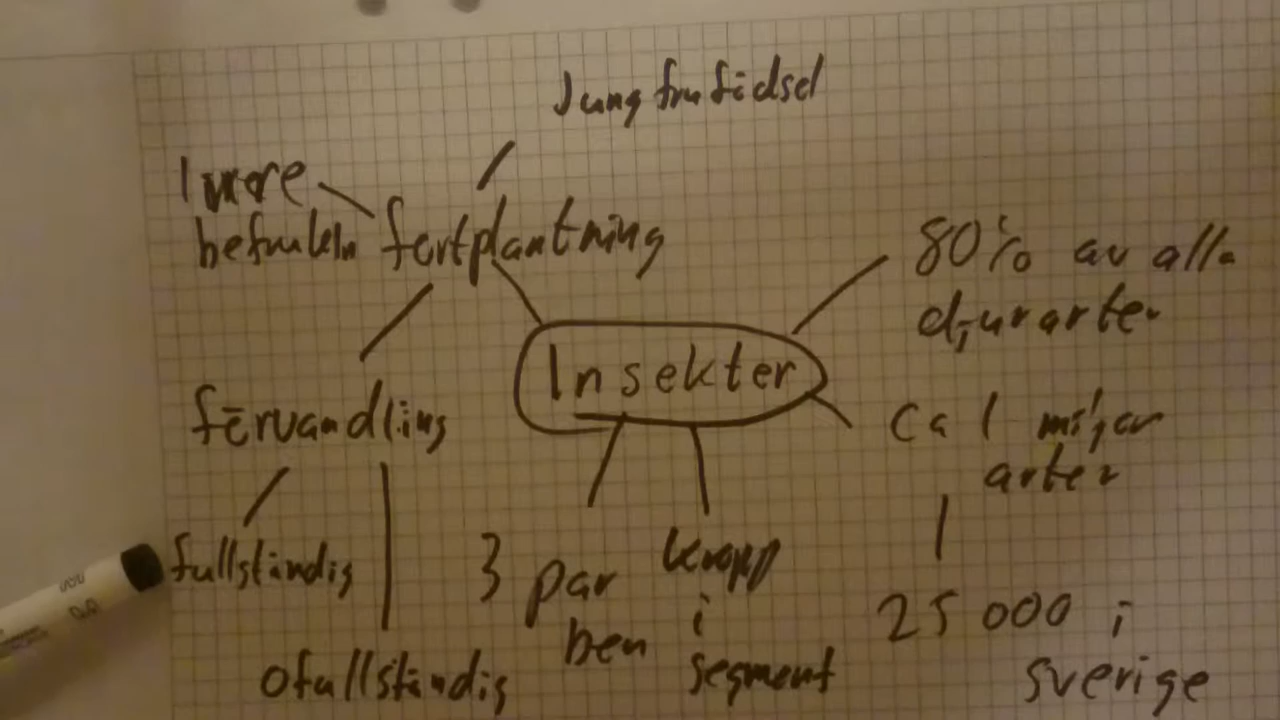 Jungfrufödsel
Inre
befruktn
fortplantning
80% av alla
djurarter
Insekter
förvandling
Ca 1 miljon
arter
fullständig
3 par
ben
kropp
i
segment
25 000 i
sverige
ofullständig